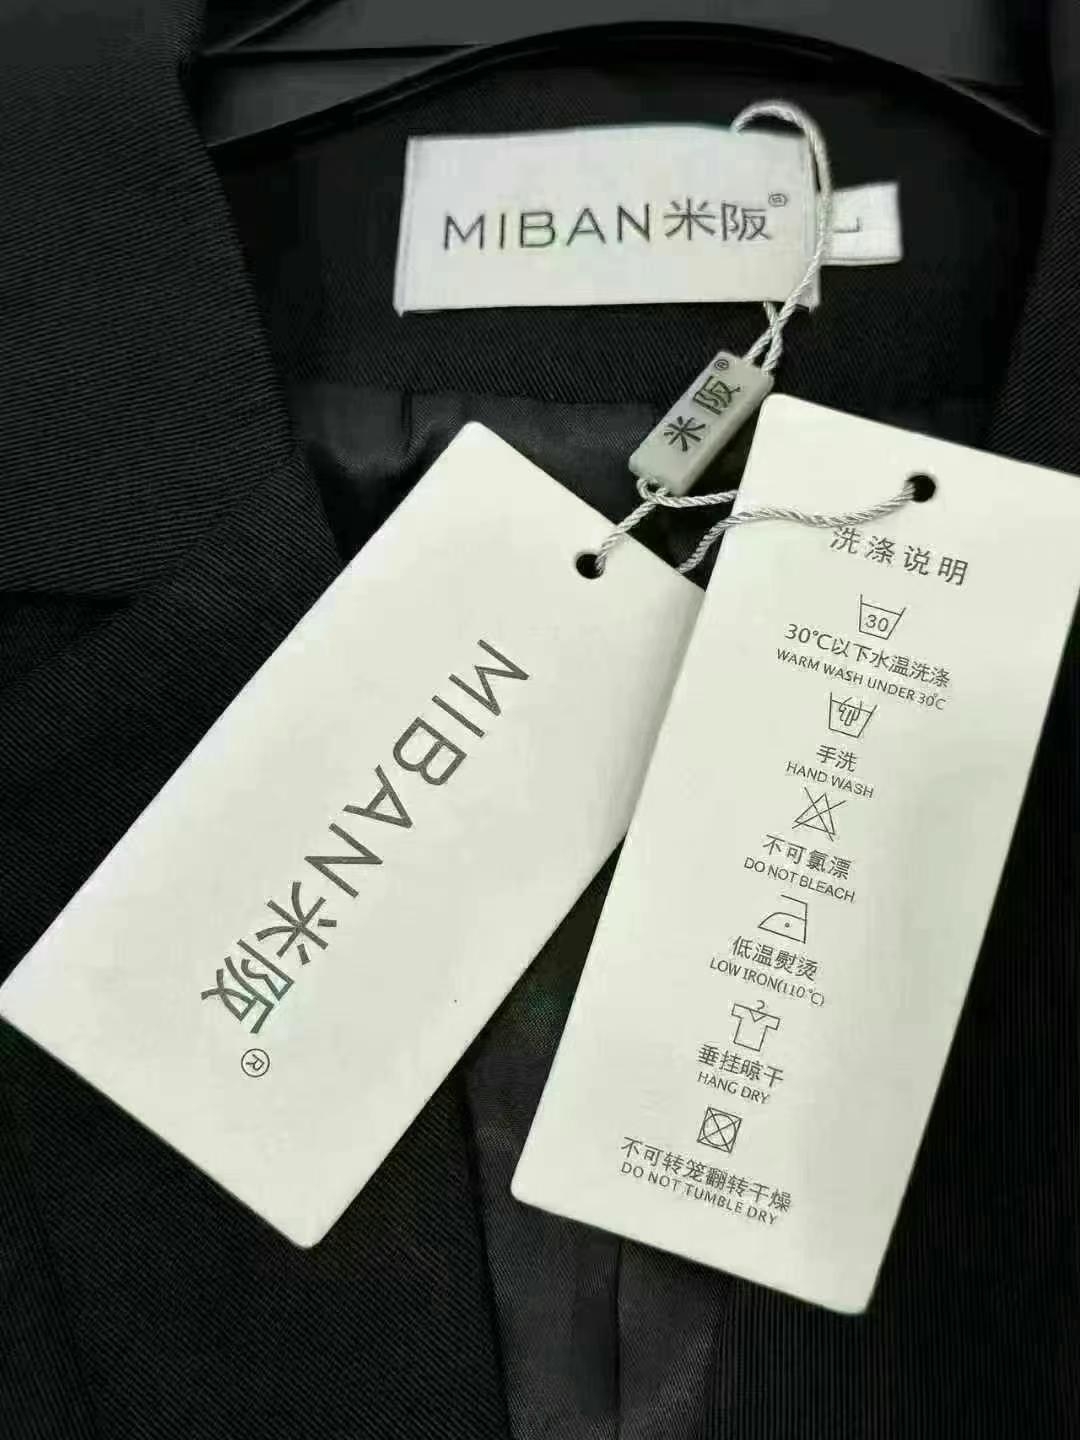 MIBAN米阪®
L
米阪®
MIBAN米阪®
洗涤说明
30
30℃以下水温洗涤
WARM WASH UNDER 30℃
手洗
HAND WASH
不可氯漂
DO NOT BLEACH
低温熨烫
LOW IRON(110℃)
垂挂晾干
HANG DRY
不可转笼翻转干燥
DO NOT TUMBLE DRY